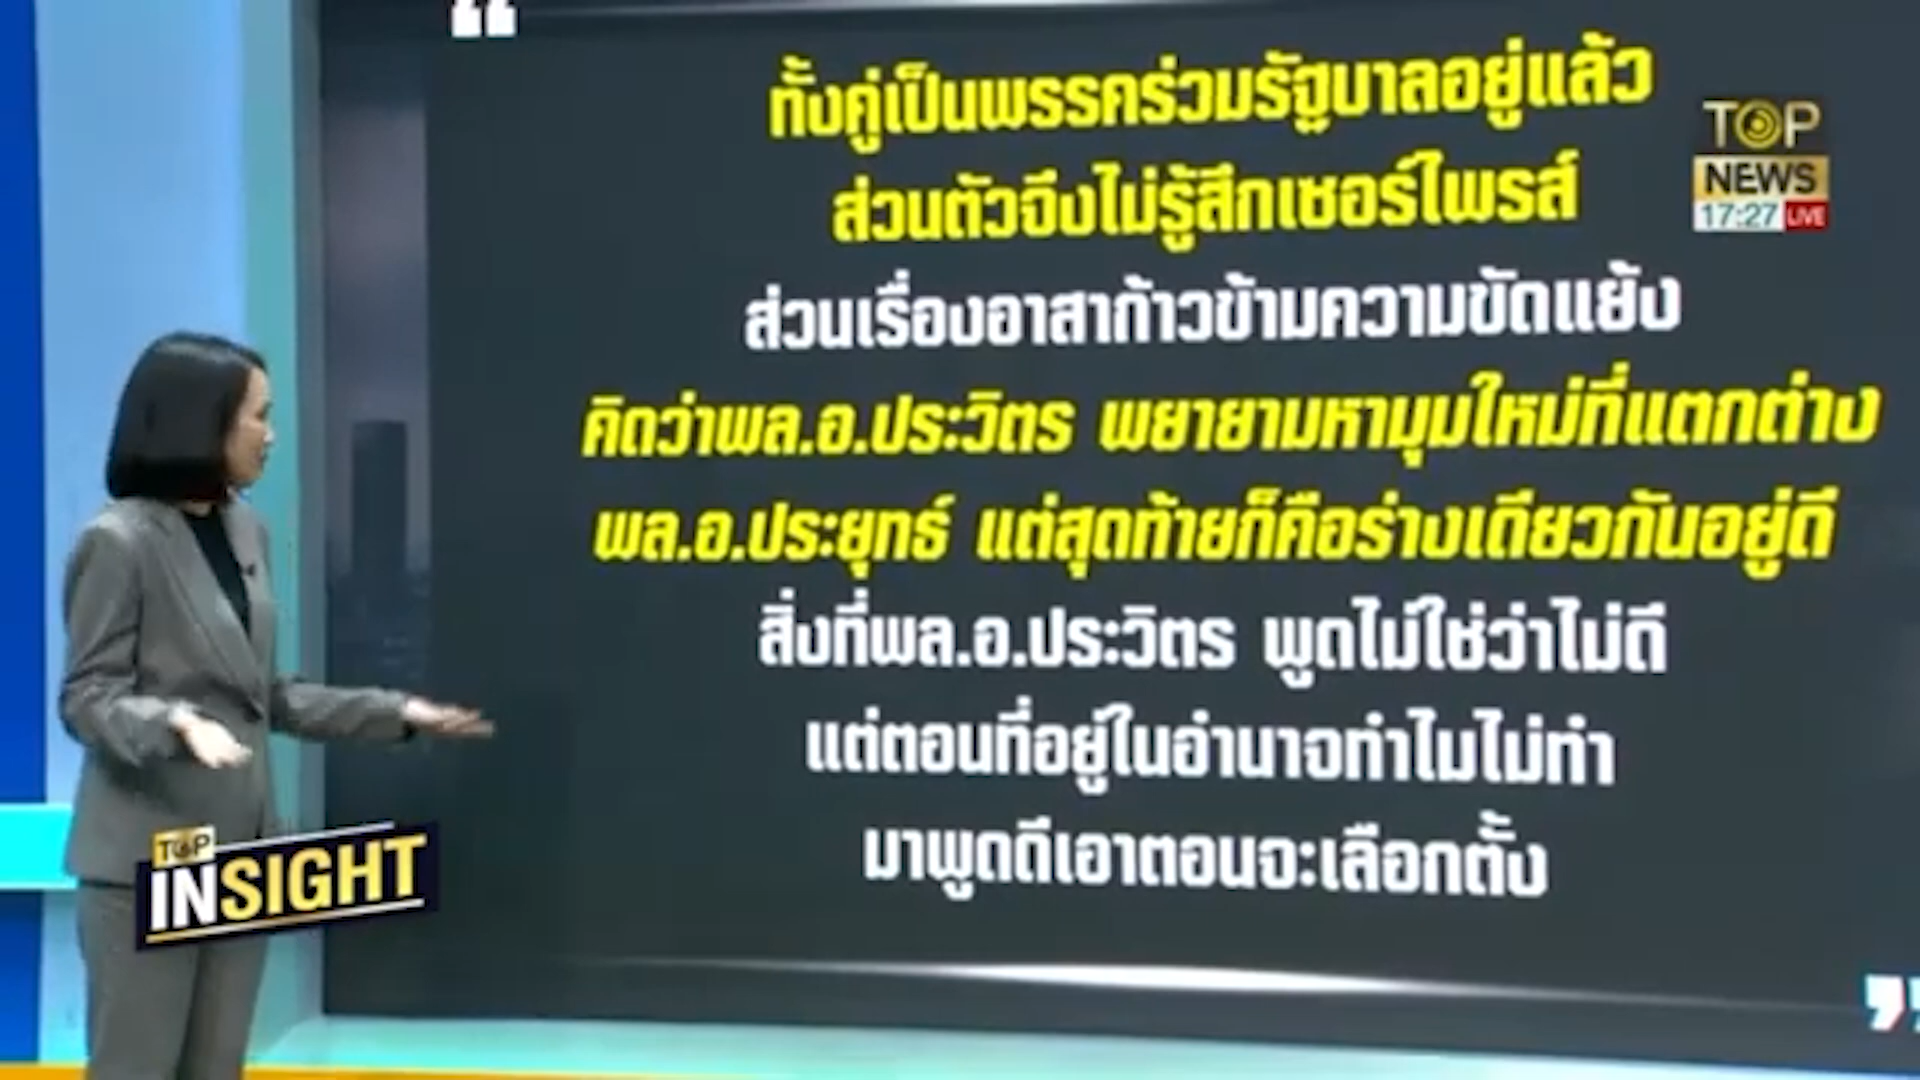 “
ทั้งคู่เป็นพรรคร่วมรัฐบาลอยู่แล้ว
ส่วนตัวจึงไม่รู้สึกเซอร์ไพรส์
ส่วนเรื่องอาสาก้าวข้ามความขัดแย้ง
คิดว่าพล.อ.ประวิตร พยายามหามุมใหม่ที่แตกต่าง
พล.อ.ประยุทธ์ แต่สุดท้ายก็คือร่างเดียวกันอยู่ดี
สิ่งที่พล.อ.ประวิตร พูดไม่ใช่ว่าไม่ดี
แต่ตอนที่อยู่ในอำนาจทำไมไม่ทำ
มาพูดดีเอาตอนจะเลือกตั้ง
”
TOP
NEWS
17:27 LIVE
TOP
INSIGHT